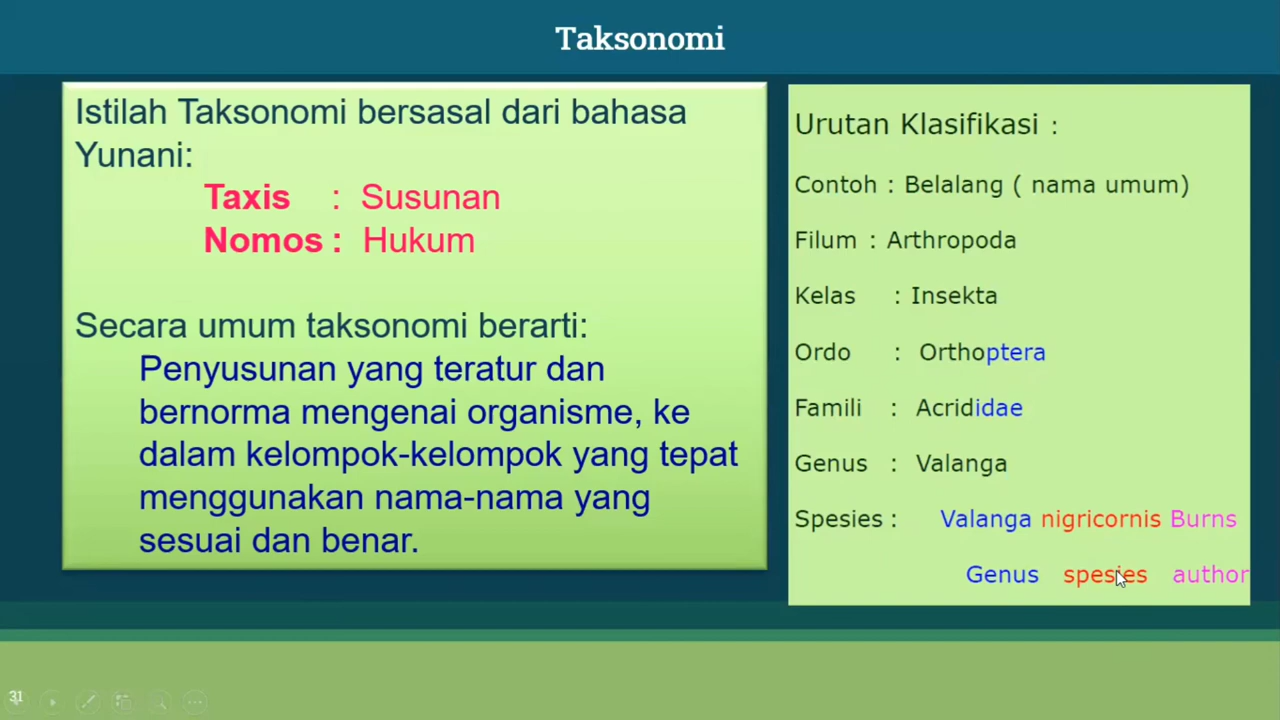 Taksonomi
Istilah Taksonomi bersasal dari bahasa
Yunani:
Taxis : Susunan
Nomos : Hukum
Secara umum taksonomi berarti:
Penyusunan yang teratur dan
bernorma mengenai organisme, ke
dalam kelompok-kelompok yang tepat
menggunakan nama-nama yang
sesuai dan benar.
Urutan Klasifikasi :
Contoh : Belalang ( nama umum)
Filum : Arthropoda
Kelas : Insekta
Ordo : Orthoptera
Famili : Acrididae
Genus : Valanga
Spesies : Valanga nigricornis Burns
Genus spesies author
31